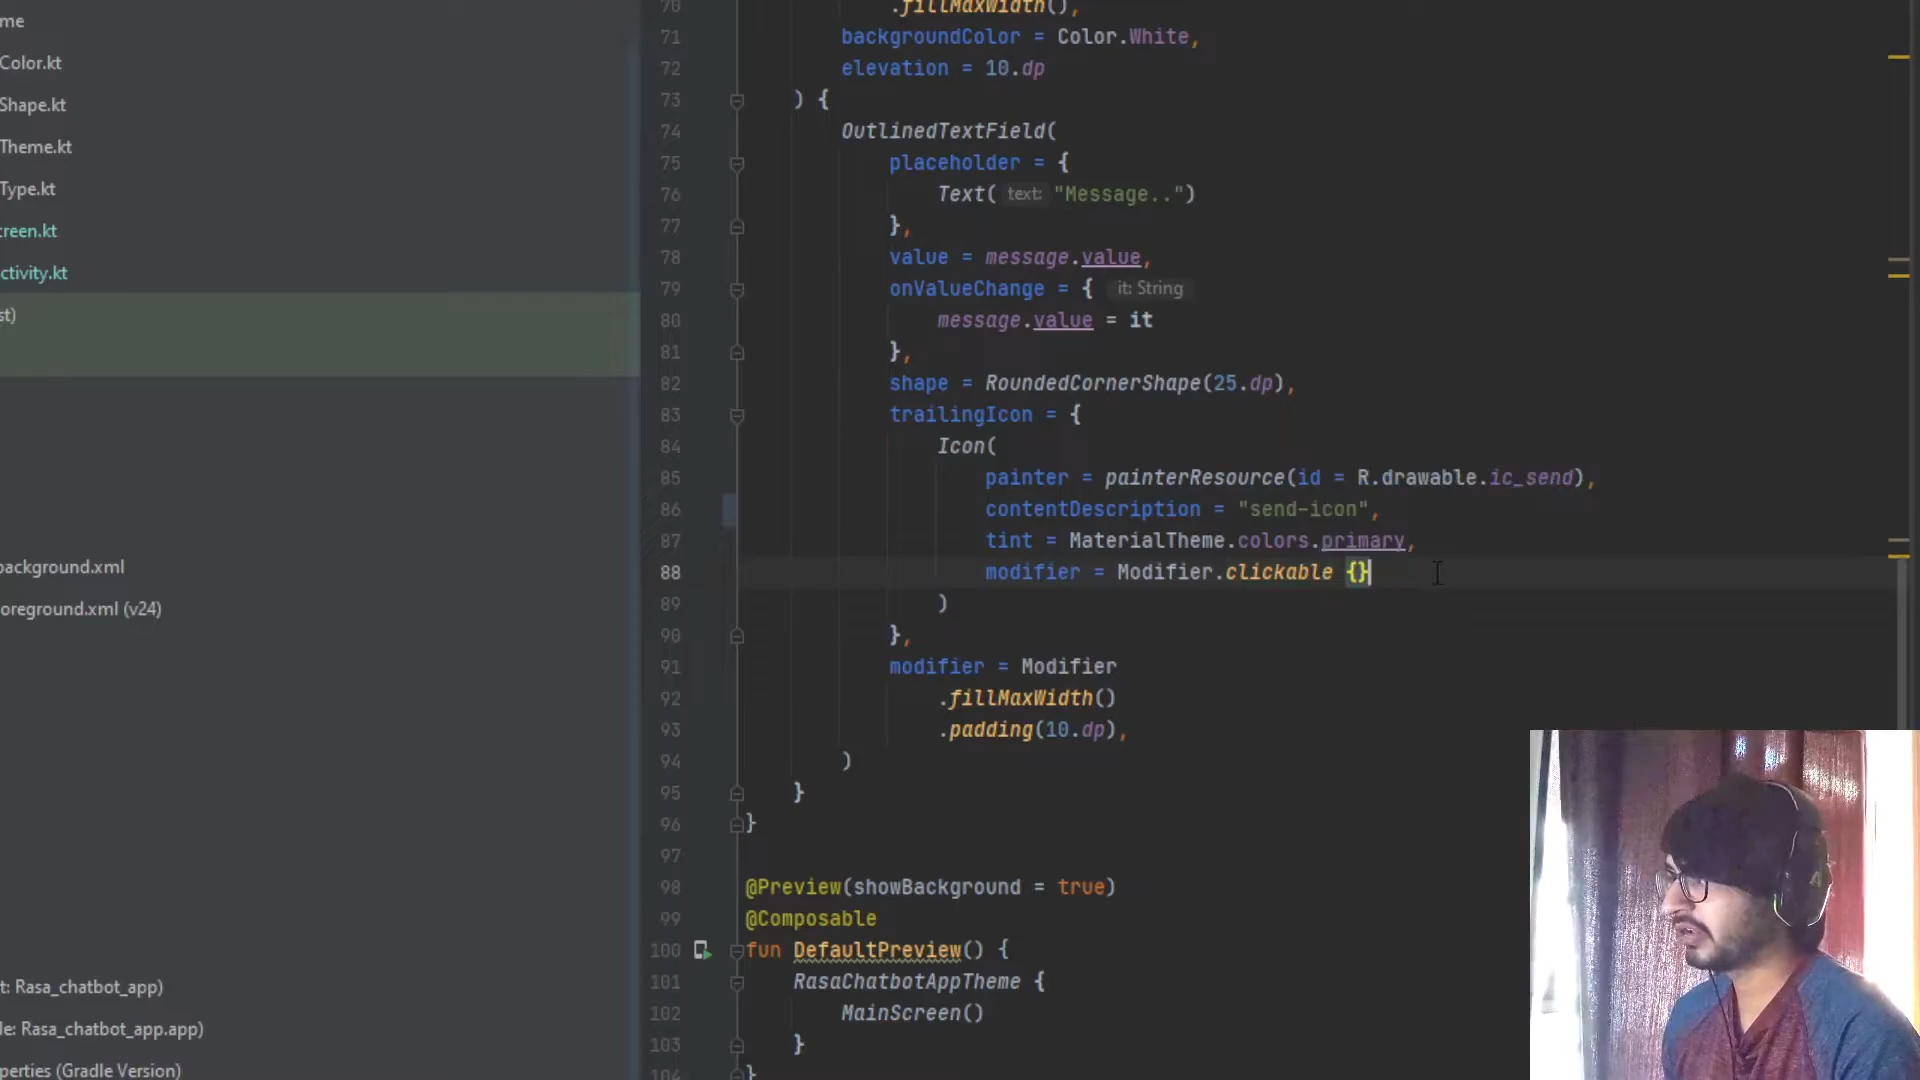 me
Color.kt
Shape.kt
Theme.kt
Type.kt
creen.kt
ctivity.kt
st)
background.xml
oreground.xml (v24)
t: Rasa_chatbot_app)
le: Rasa_chatbot_app.app)
perties (Gradle Version)
70 .fillMaxWidth(),
71 backgroundColor = Color.White,
72 elevation = 10.dp
73 ) {
74 OutlinedTextField(
75 placeholder = {
76 Text( text: "Message..")
77 },
78 value = message.value,
79 onValueChange = { it: String
80 message.value = it
81 },
82 shape = RoundedCornerShape(25.dp),
83 trailingIcon = {
84 Icon(
85 painter = painterResource(id = R.drawable.ic_send),
86 contentDescription = "send-icon",
87 tint = MaterialTheme.colors.primary,
88 modifier = Modifier.clickable {}
89 )
90 },
91 modifier = Modifier
92 .fillMaxWidth()
93 .padding(10.dp),
94 )
95 }
96 }
97
98 @Preview(showBackground = true)
99 @Composable
100 fun DefaultPreview() {
101 RasaChatbotAppTheme {
102 MainScreen()
103 }
104 }